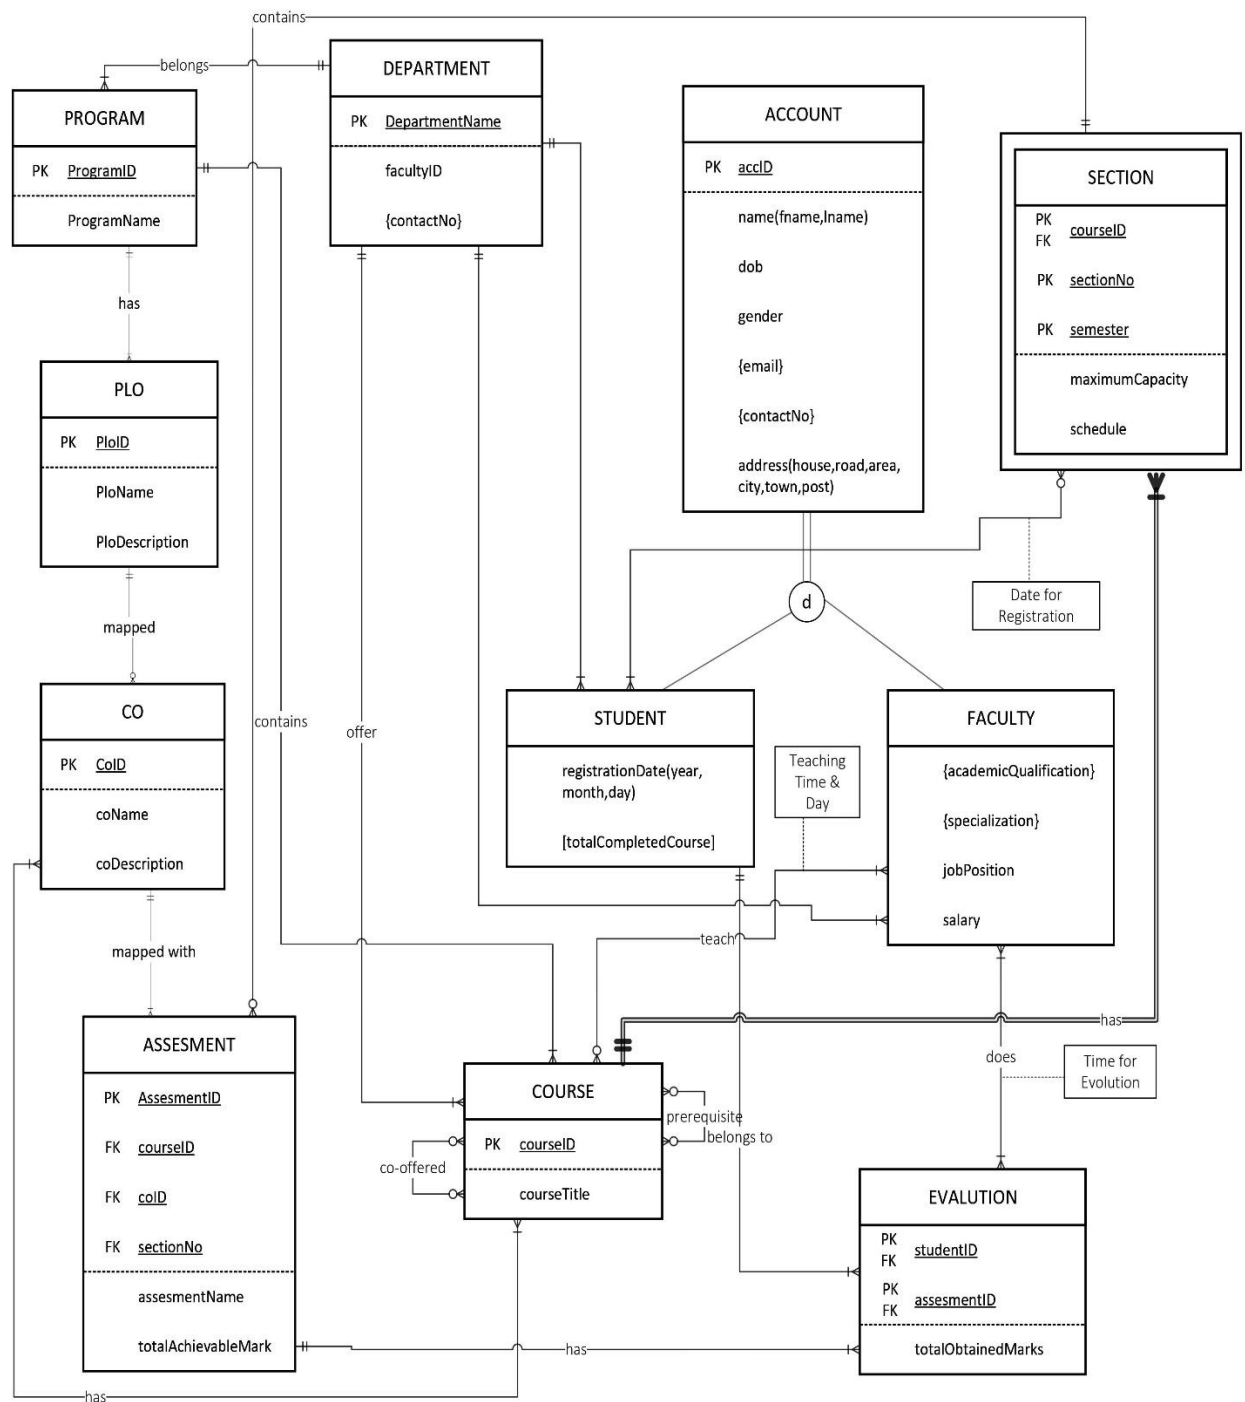 contains
belongs
DEPARTMENT
PK DepartmentName
facultyID
{contactNo}
PROGRAM
PK ProgramID
ProgramName
ACCOUNT
PK accID
name(fname,lname)
dob
gender
{email}
{contactNo}
address(house,road,area,
city,town,post)
SECTION
PK
FK courseID
PK sectionNo
PK semester
maximumCapacity
schedule
has
PLO
PK PloID
PloName
PloDescription
d
Date for
Registration
mapped
CO
PK CoID
coName
coDescription
contains
offer
STUDENT
registrationDate(year,
month,day)
[totalCompletedCourse]
Teaching
Time &
Day
FACULTY
{academicQualification}
{specialization}
jobPosition
salary
mapped with
teach
has
ASSESMENT
PK AssesmentID
FK courseID
FK coID
FK sectionNo
assesmentName
totalAchievableMark
COURSE
PK courseID
courseTitle
prerequisite
belongs to
co-offered
does
Time for
Evolution
EVALUTION
PK
FK studentID
PK
FK assesmentID
totalObtainedMarks
has
has